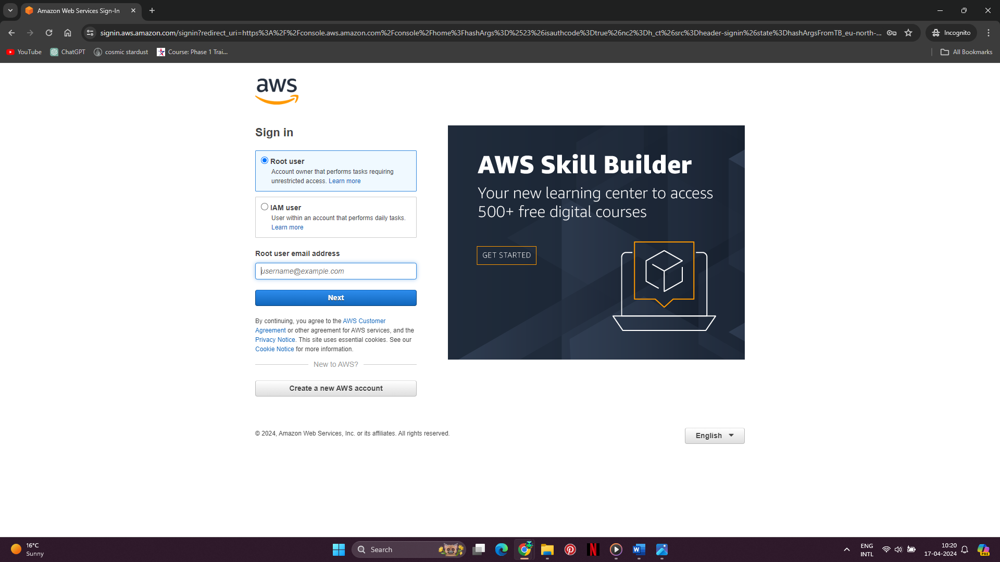 Amazon Web Services Sign-In
signin.aws.amazon.com/signin?redirect_uri=https%3A%2F%2Fconsole.aws.amazon.com%2Fconsole%2Fhome%3FhashArgs%3D%2523%26isauthcode%3Dtrue%26nc2%3Dh_ct%26src%3Dheader-signin%26state%3DhashArgsFromTB_eu-north-...
Incognito
YouTube
ChatGPT
cosmic stardust
Course: Phase 1 Trai...
All Bookmarks
aws
Sign in
Root user
Account owner that performs tasks requiring
unrestricted access. Learn more
IAM user
User within an account that performs daily tasks.
Learn more
Root user email address
username@example.com
Next
By continuing, you agree to the AWS Customer
Agreement or other agreement for AWS services, and the
Privacy Notice. This site uses essential cookies. See our
Cookie Notice for more information.
New to AWS?
Create a new AWS account
AWS Skill Builder
Your new learning center to access
500+ free digital courses
GET STARTED
© 2024, Amazon Web Services, Inc. or its affiliates. All rights reserved.
English
16°C
Sunny
Search
N
W
ENG
INTL
10:20
17-04-2024
PRE